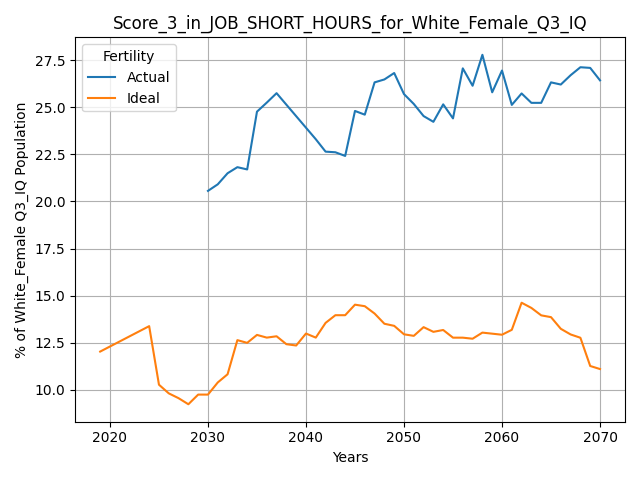 Score_3_in_JOB_SHORT_HOURS_for_White_Female_Q3_IQ
Fertility
Actual
Ideal
% of White_Female Q3_IQ Population
27.5
25.0
22.5
20.0
17.5
15.0
12.5
10.0
2020 2030 2040 2050 2060 2070
Years